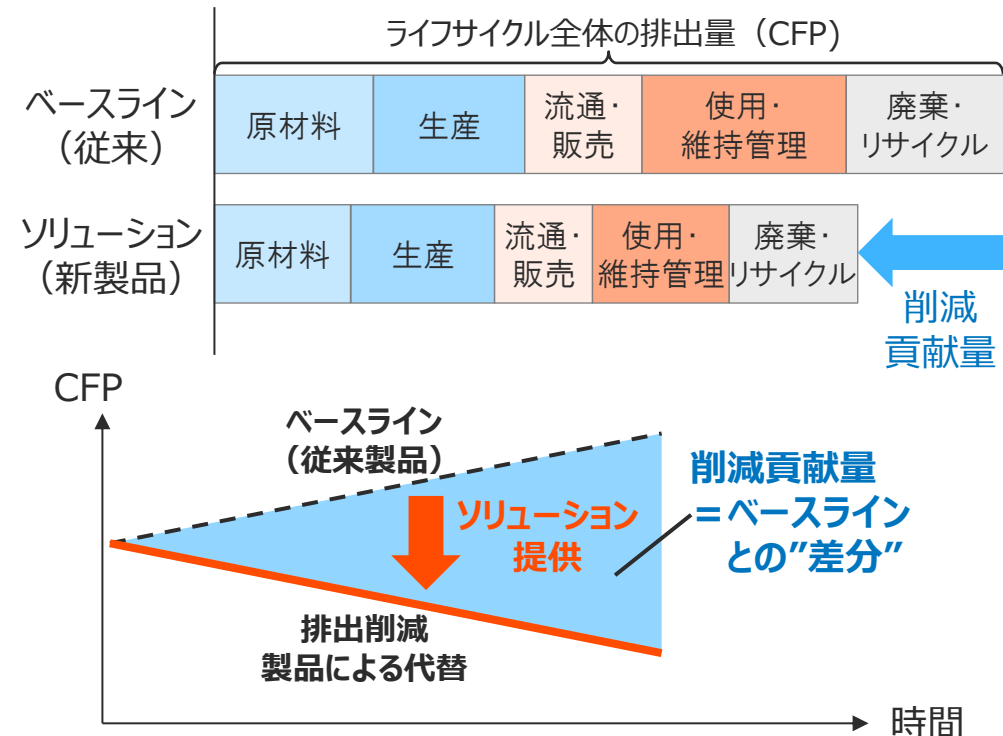 ライフサイクル全体の排出量（CFP)
ベースライン
（従来）
原材料
生産
流通・
販売
使用・
維持管理
廃棄・
リサイクル
ソリューション
（新製品）
原材料
生産
流通・
販売
使用・
維持管理
廃棄・
リサイクル
削減
貢献量
CFP
ベースライン
（従来製品）
ソリューション
提供
削減貢献量
＝ベースライン
との”差分”
排出削減
製品による代替
時間